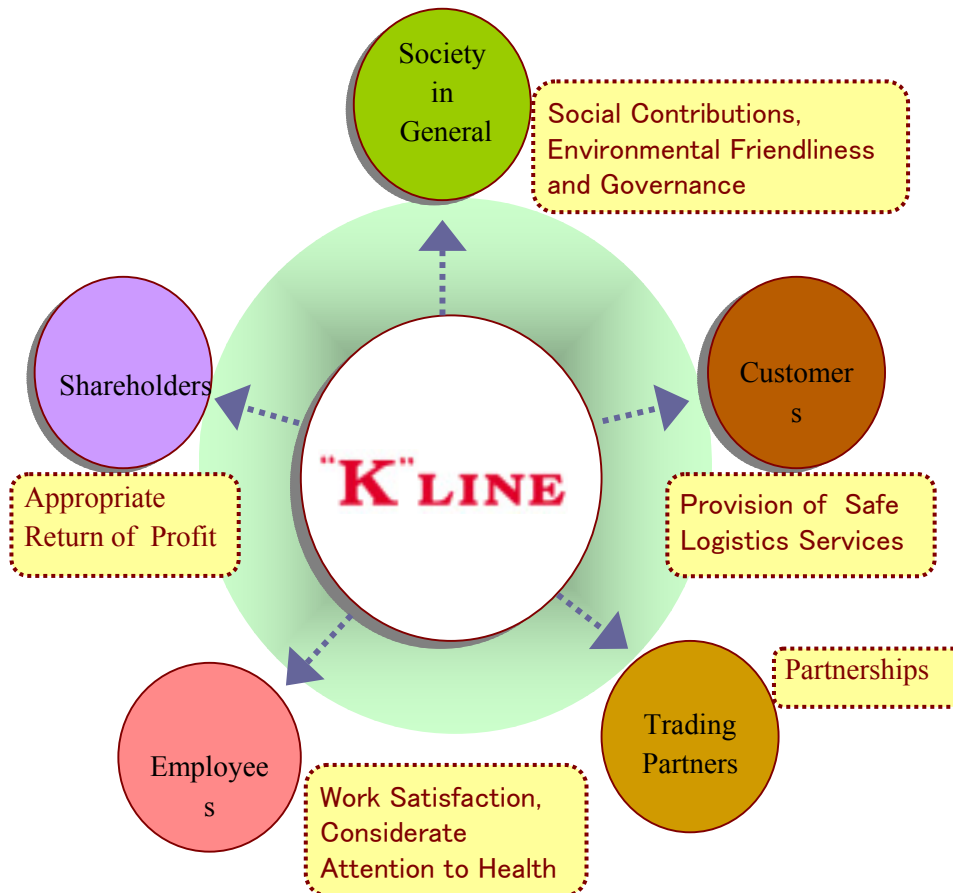 Society
in
General
Social Contributions,
Environmental Friendliness
and Governance
Shareholders
Appropriate
Return of Profit
Customer
s
Provision of Safe
Logistics Services
"K" LINE
Employee
s
Work Satisfaction,
Considerate
Attention to Health
Trading
Partners
Partnerships